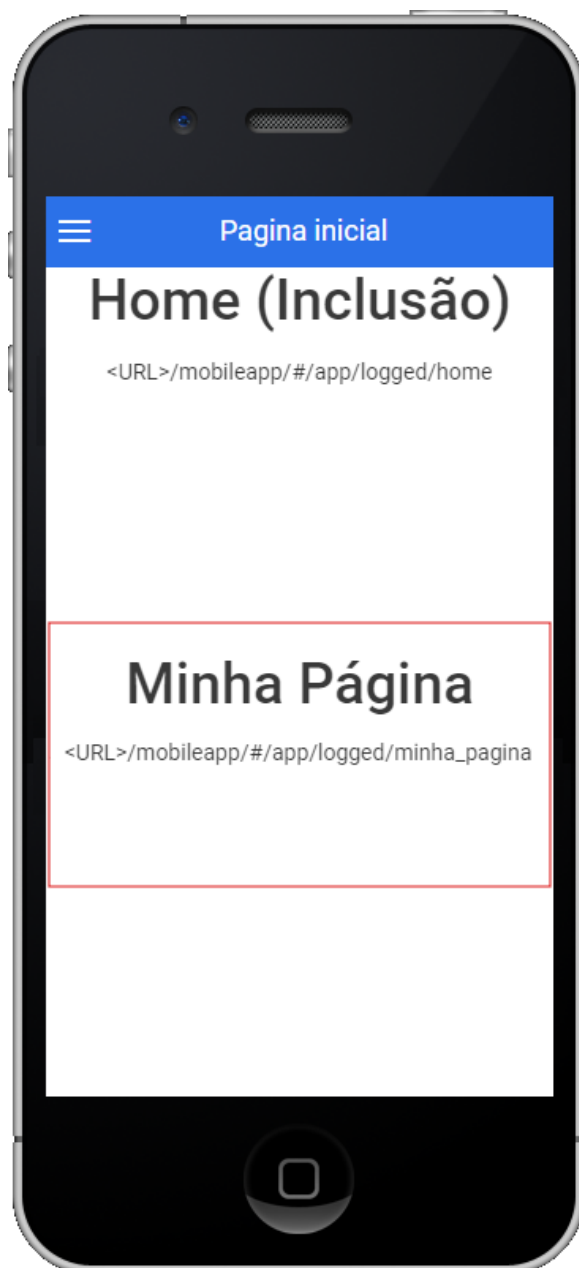 Pagina inicial
Home (Inclusão)
<URL>/mobileapp/#/app/logged/home
Minha Página
<URL>/mobileapp/#/app/logged/minha_pagina